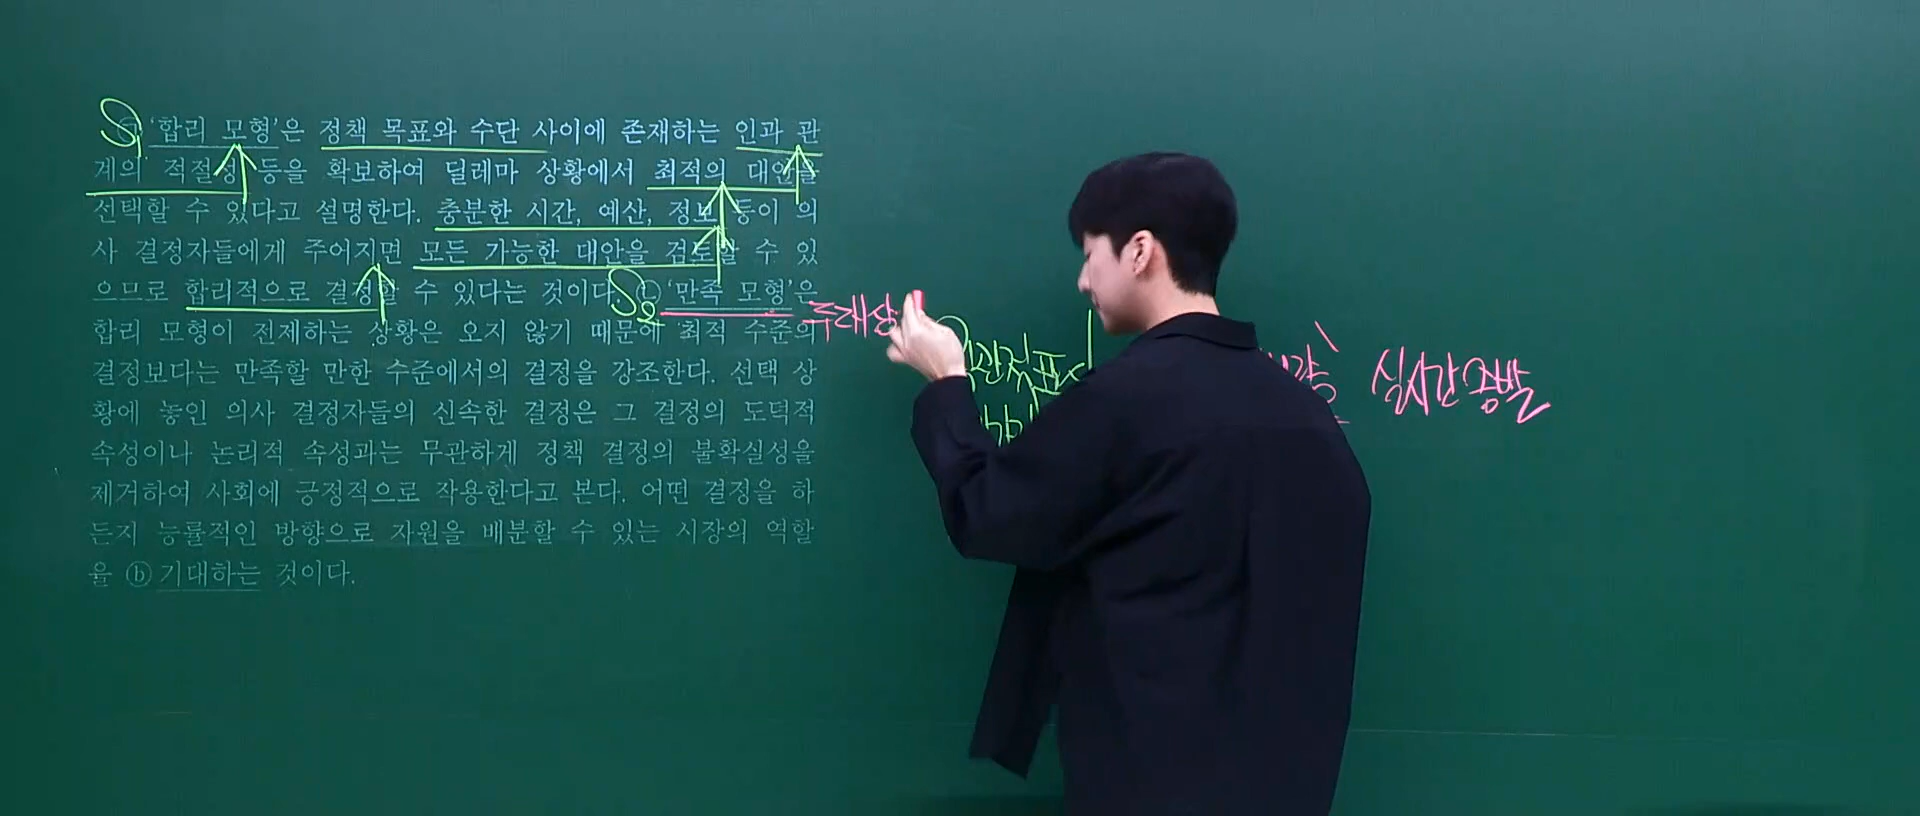 S₁ ㉠ ‘합리 모형’은 정책 목표와 수단 사이에 존재하는 인과 관
계의 적절성 등을 확보하여 딜레마 상황에서 최적의 대안을
선택할 수 있다고 설명한다. 충분한 시간, 예산, 정보 등이 의
사 결정자들에게 주어지면 모든 가능한 대안을 검토할 수 있
으므로 합리적으로 결정할 수 있다는 것이다. S₂ ㉡ ‘만족 모형’은
합리 모형이 전제하는 상황은 오지 않기 때문에 최적 수준의
결정보다는 만족할 만한 수준에서의 결정을 강조한다. 선택 상
황에 놓인 의사 결정자들의 신속한 결정은 그 결정의 도덕적
속성이나 논리적 속성과는 무관하게 정책 결정의 불확실성을
제거하여 사회에 긍정적으로 작용한다고 본다. 어떤 결정을 하
든지 능률적인 방향으로 자원을 배분할 수 있는 시장의 역할
을 ⓑ 기대하는 것이다.
실시간 증발